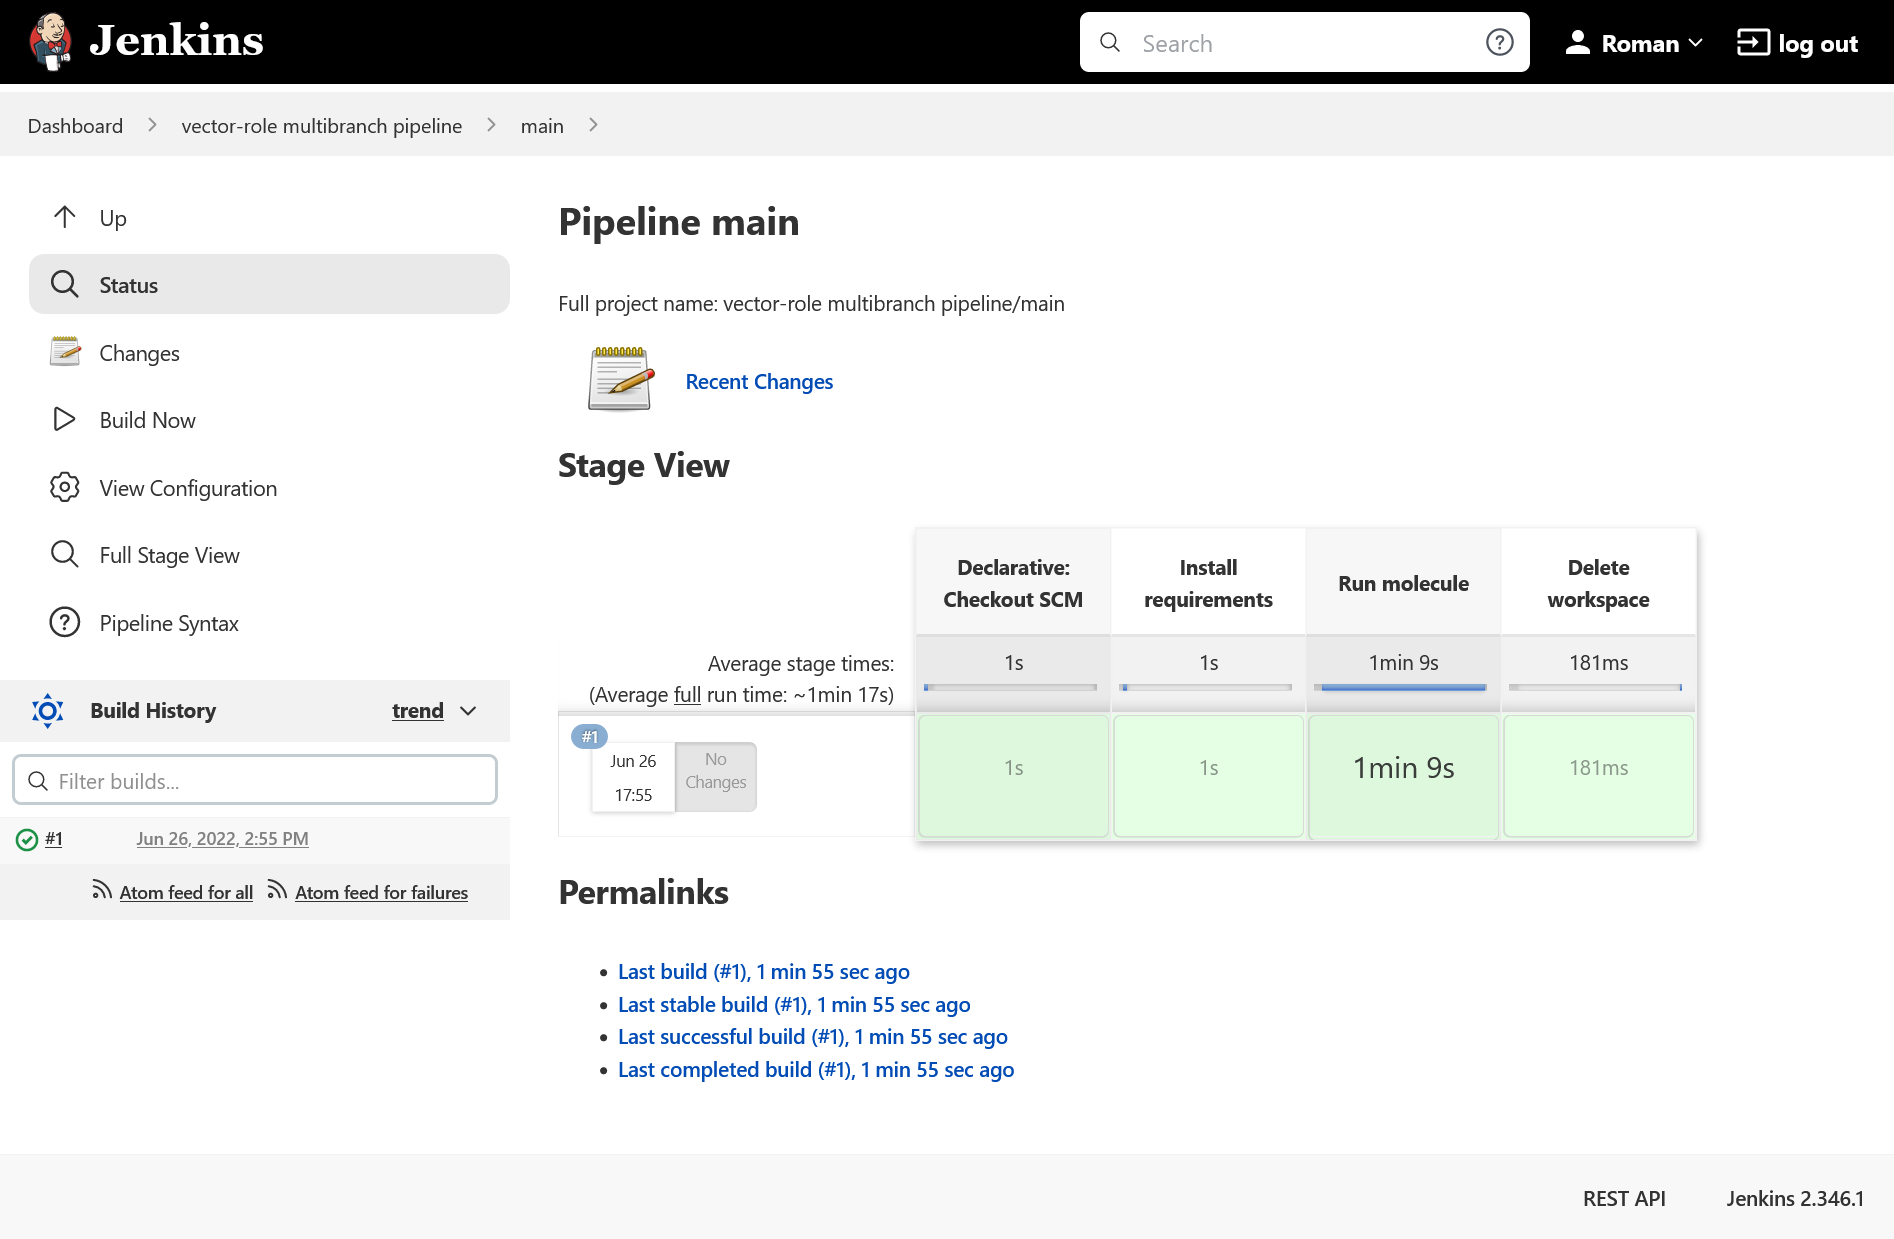 Jenkins
Search
Roman
log out
Dashboard
vector-role multibranch pipeline
main
Up
Status
Changes
Build Now
View Configuration
Full Stage View
Pipeline Syntax
Build History
trend
Filter builds...
#1
Jun 26, 2022, 2:55 PM
Atom feed for all
Atom feed for failures
Pipeline main
Full project name: vector-role multibranch pipeline/main
Recent Changes
Stage View
Declarative:
Checkout SCM
Install
requirements
Run molecule
Delete
workspace
Average stage times:
(Average full run time: ~1min 17s)
1s
1s
1min 9s
181ms
#1
Jun 26
17:55
No
Changes
1s
1s
1min 9s
181ms
Permalinks
Last build (#1), 1 min 55 sec ago
Last stable build (#1), 1 min 55 sec ago
Last successful build (#1), 1 min 55 sec ago
Last completed build (#1), 1 min 55 sec ago
REST API
Jenkins 2.346.1